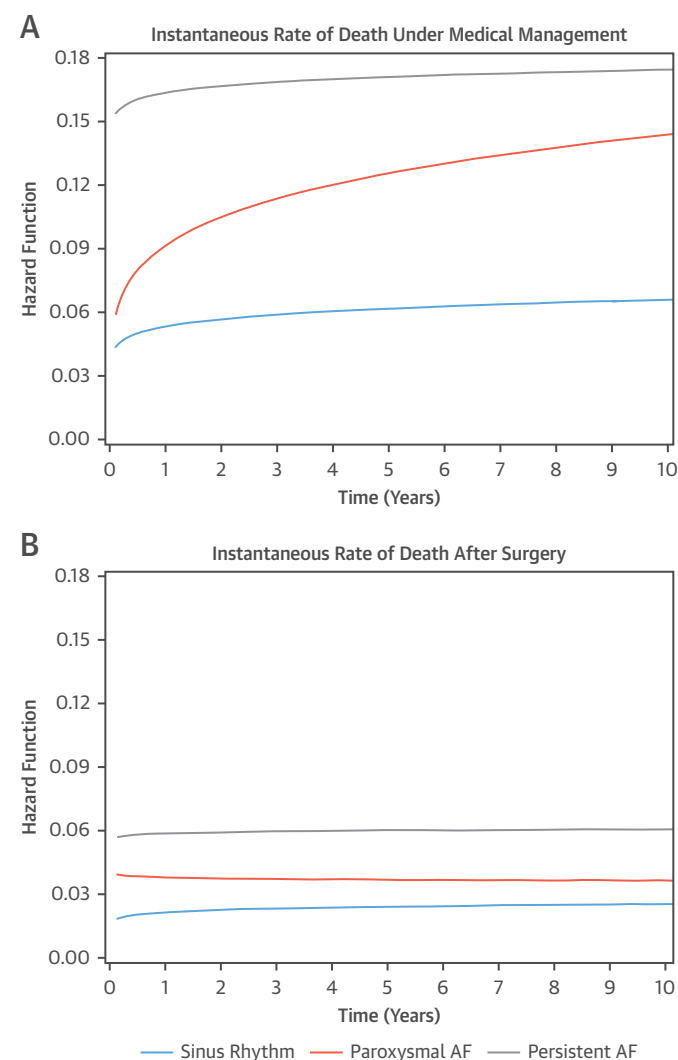 A
Instantaneous Rate of Death Under Medical Management
0.18
0.15
0.12
0.09
0.06
0.03
0.00
Hazard Function
0 1 2 3 4 5 6 7 8 9 10
Time (Years)
B
Instantaneous Rate of Death After Surgery
0.18
0.15
0.12
0.09
0.06
0.03
0.00
Hazard Function
0 1 2 3 4 5 6 7 8 9 10
Time (Years)
Sinus Rhythm Paroxysmal AF Persistent AF